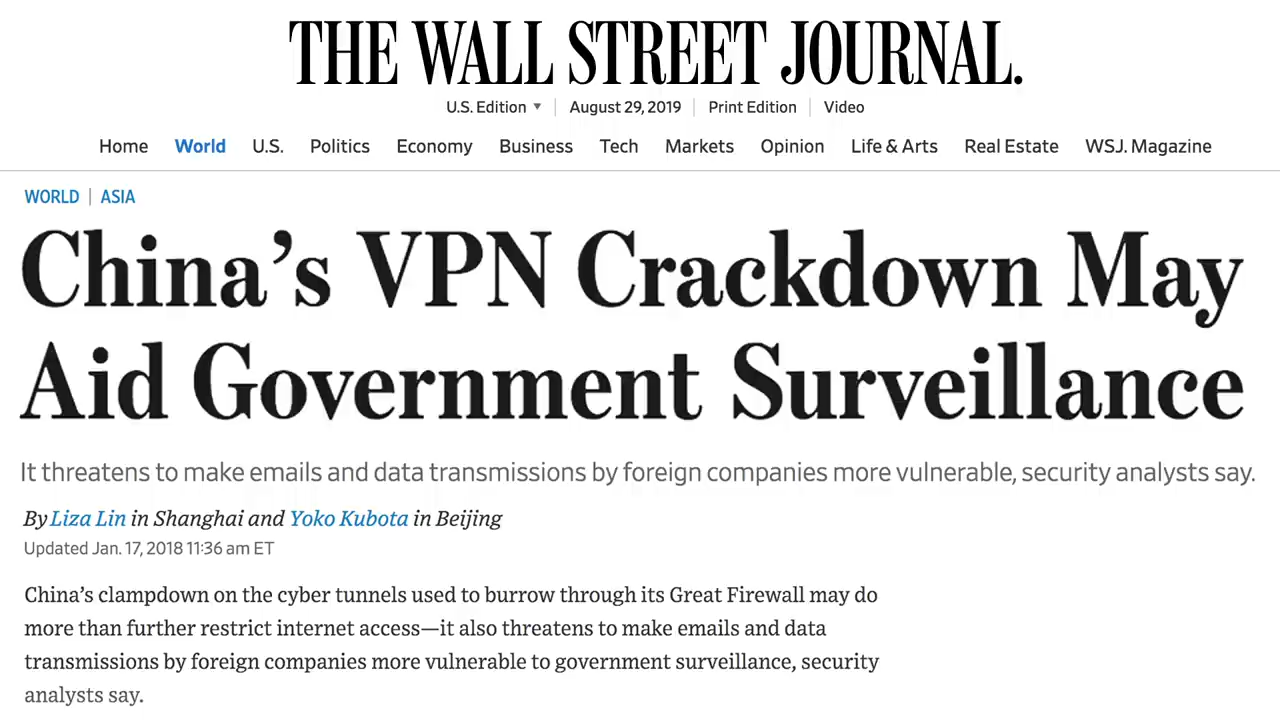 THE WALL STREET JOURNAL.
U.S. Edition ▼ | August 29, 2019 | Print Edition | Video
Home World U.S. Politics Economy Business Tech Markets Opinion Life & Arts Real Estate WSJ. Magazine
WORLD | ASIA
China’s VPN Crackdown May
Aid Government Surveillance
It threatens to make emails and data transmissions by foreign companies more vulnerable, security analysts say.
By Liza Lin in Shanghai and Yoko Kubota in Beijing
Updated Jan. 17, 2018 11:36 am ET
China’s clampdown on the cyber tunnels used to burrow through its Great Firewall may do
more than further restrict internet access—it also threatens to make emails and data
transmissions by foreign companies more vulnerable to government surveillance, security
analysts say.